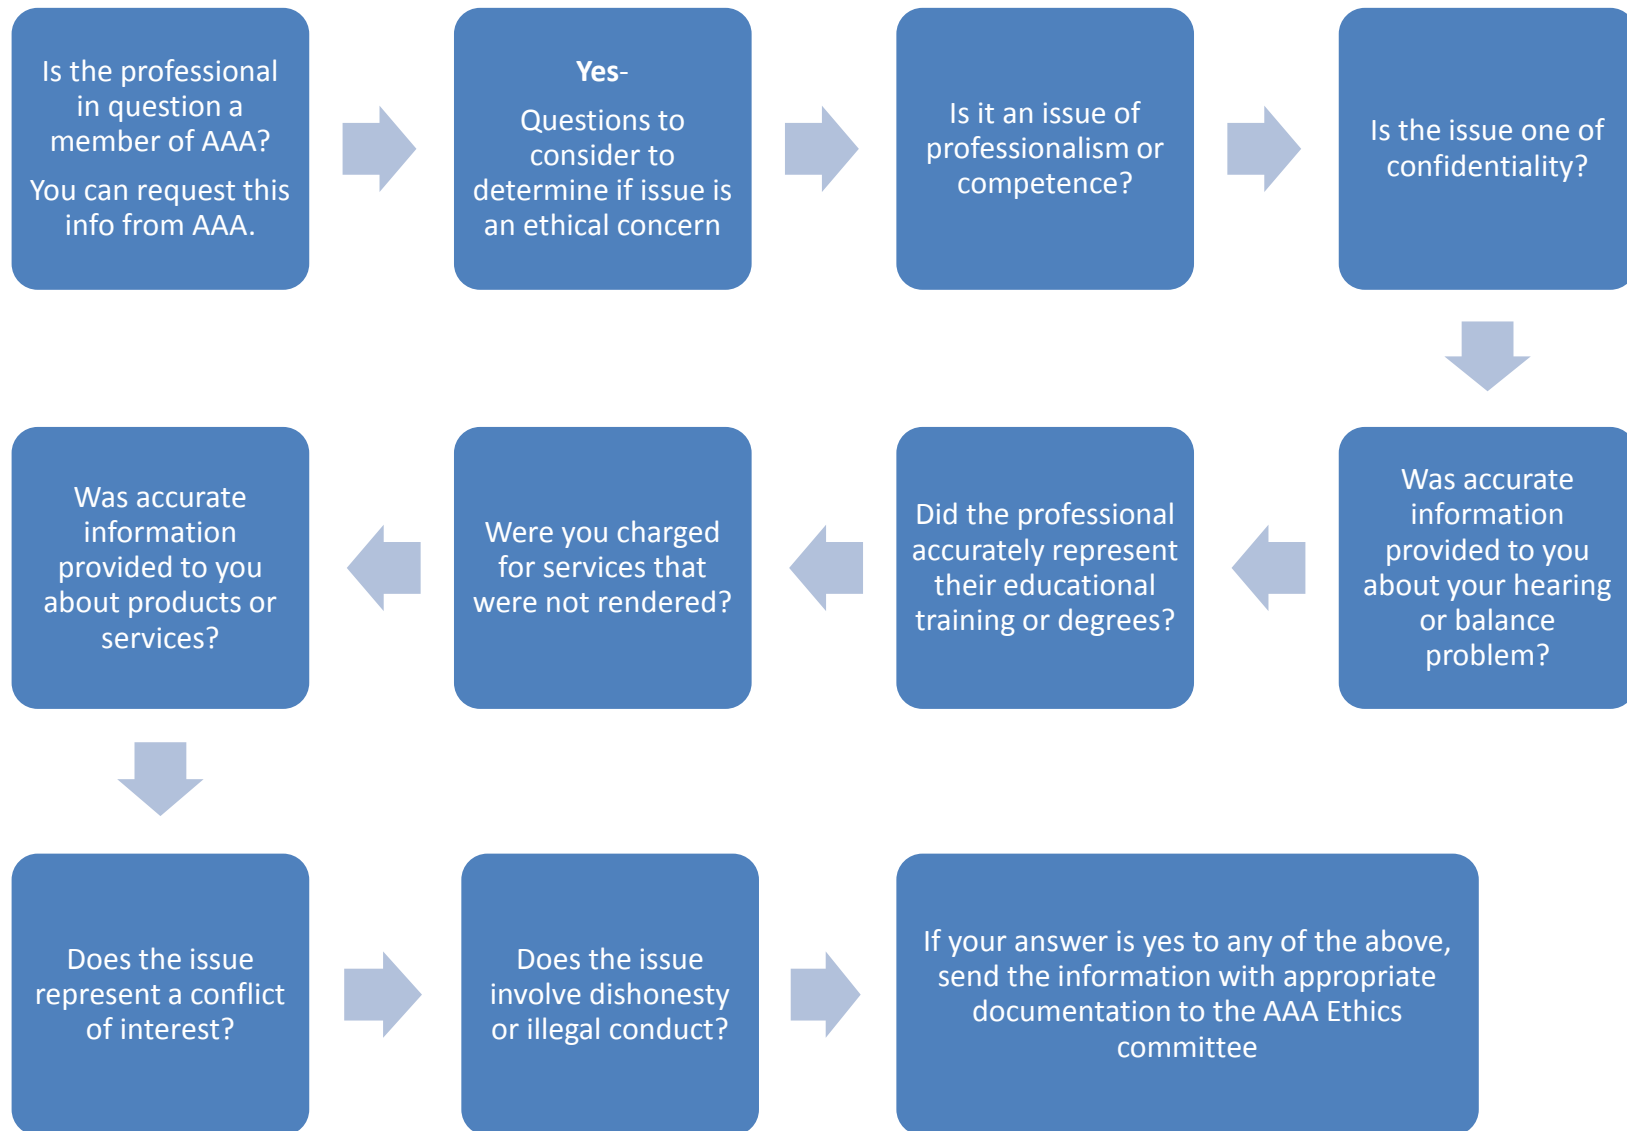 Is the professional
in question a
member of AAA?
You can request this
info from AAA.
Yes-
Questions to
consider to
determine if issue is
an ethical concern
Is it an issue of
professionalism or
competence?
Is the issue one of
confidentiality?
Was accurate
information
provided to you
about your hearing
or balance
problem?
Did the professional
accurately represent
their educational
training or degrees?
Were you charged
for services that
were not rendered?
Was accurate
information
provided to you
about products or
services?
Does the issue
represent a conflict
of interest?
Does the issue
involve dishonesty
or illegal conduct?
If your answer is yes to any of the above,
send the information with appropriate
documentation to the AAA Ethics
committee